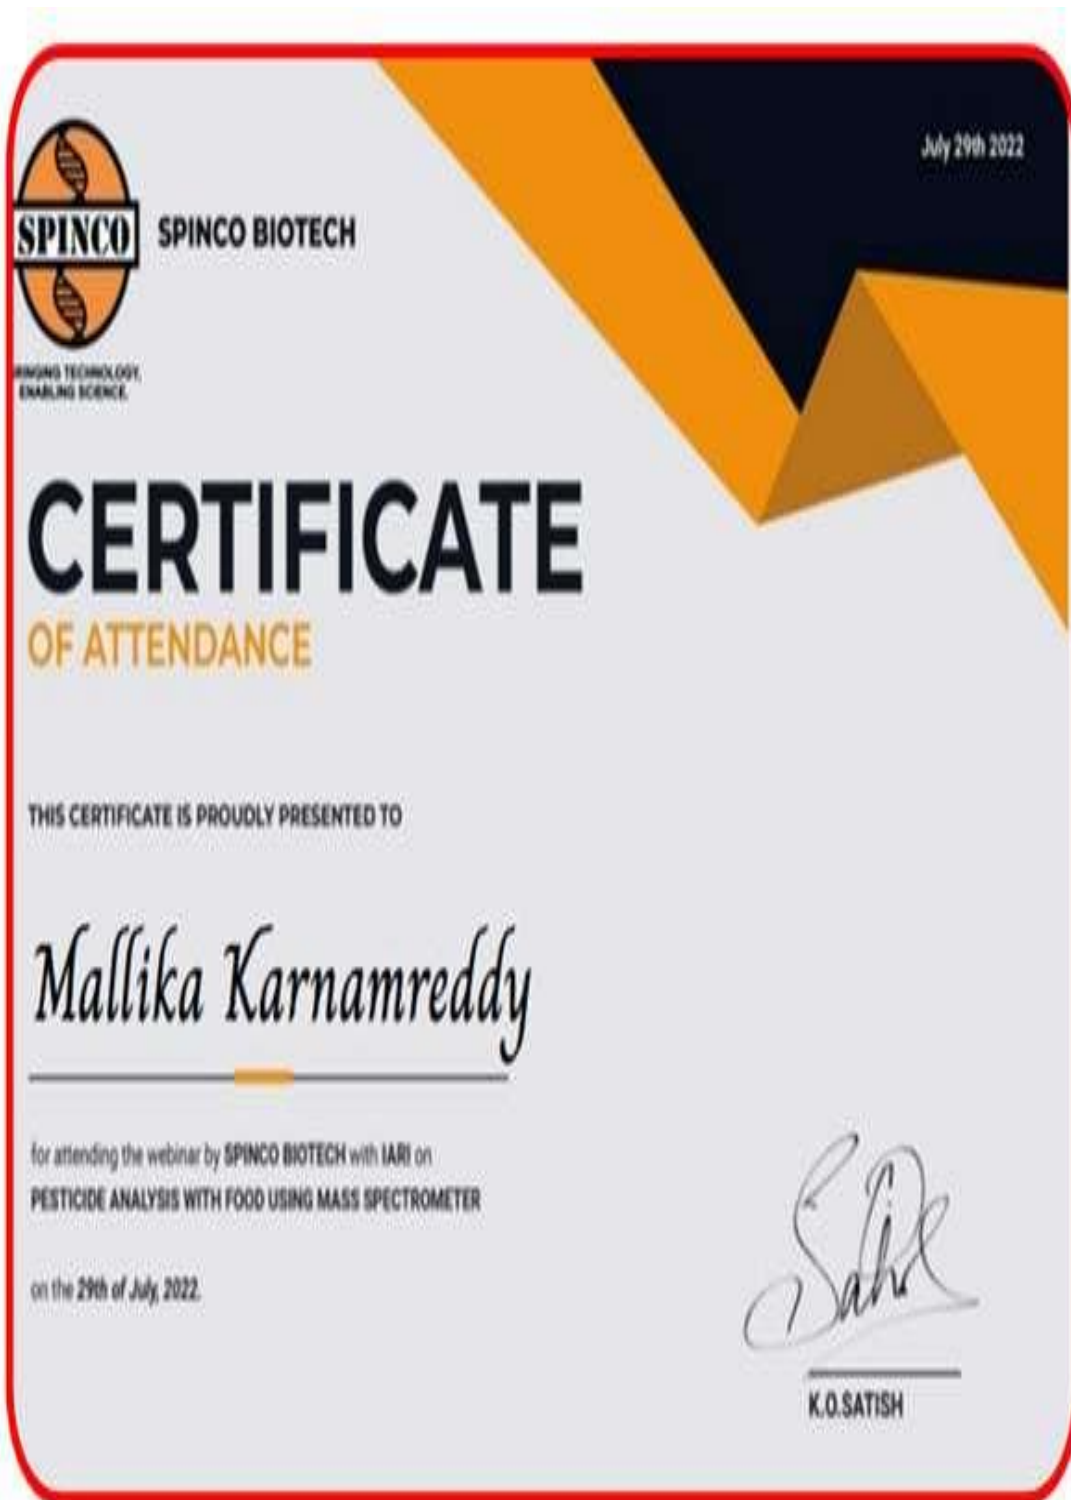 July 29th 2022
SPINCO
SPINCO BIOTECH
TECHNOLOGY,
ENABLING SCIENCE.
CERTIFICATE
OF ATTENDANCE
THIS CERTIFICATE IS PROUDLY PRESENTED TO
Mallika Karnamreddy
for attending the webinar by SPINCO BIOTECH with IARI on
PESTICIDE ANALYSIS WITH FOOD USING MASS SPECTROMETER
on the 29th of July, 2022.
K.O.SATISH